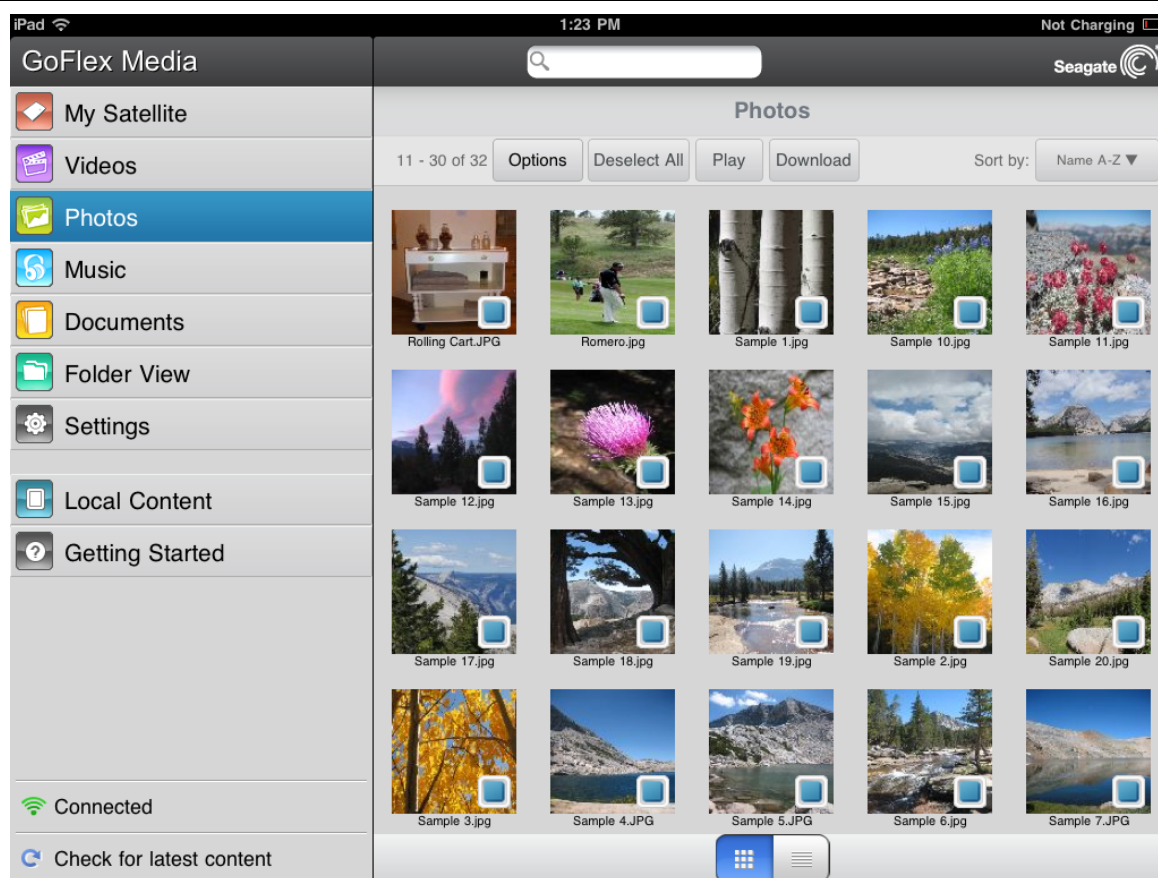 iPad 1:23 PM Not Charging
GoFlex Media
Seagate
My Satellite
Videos
Photos
Music
Documents
Folder View
Settings
Local Content
Getting Started
Connected
Check for latest content
Photos
11 - 30 of 32 Options Deselect All Play Download Sort by: Name A-Z ▼
Rolling Cart.JPG Romero.jpg Sample 1.jpg Sample 10.jpg Sample 11.jpg
Sample 12.jpg Sample 13.jpg Sample 14.jpg Sample 15.jpg Sample 16.jpg
Sample 17.jpg Sample 18.jpg Sample 19.jpg Sample 2.jpg Sample 20.jpg
Sample 3.jpg Sample 4.JPG Sample 5.JPG Sample 6.jpg Sample 7.JPG